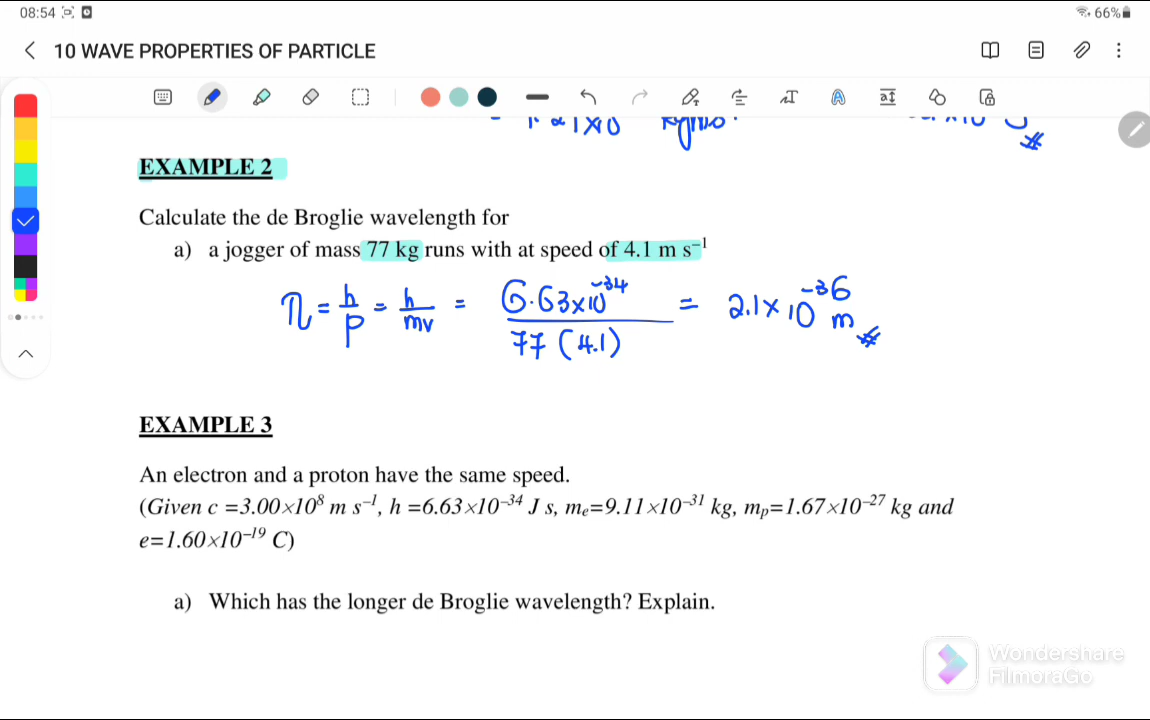 08:54
66%
10 WAVE PROPERTIES OF PARTICLE
EXAMPLE 2
Calculate the de Broglie wavelength for
a) a jogger of mass 77 kg runs with at speed of 4.1 m s⁻¹
λ = h/p = h/mv = 6.63×10⁻³⁴ / 77 (4.1) = 2.1 × 10⁻³⁶ m #
EXAMPLE 3
An electron and a proton have the same speed.
(Given c =3.00×10⁸ m s⁻¹, h =6.63×10⁻³⁴ J s, mₑ=9.11×10⁻³¹ kg, mₚ=1.67×10⁻²⁷ kg and
e=1.60×10⁻¹⁹ C)
a) Which has the longer de Broglie wavelength? Explain.
Wondershare
FilmoraGo